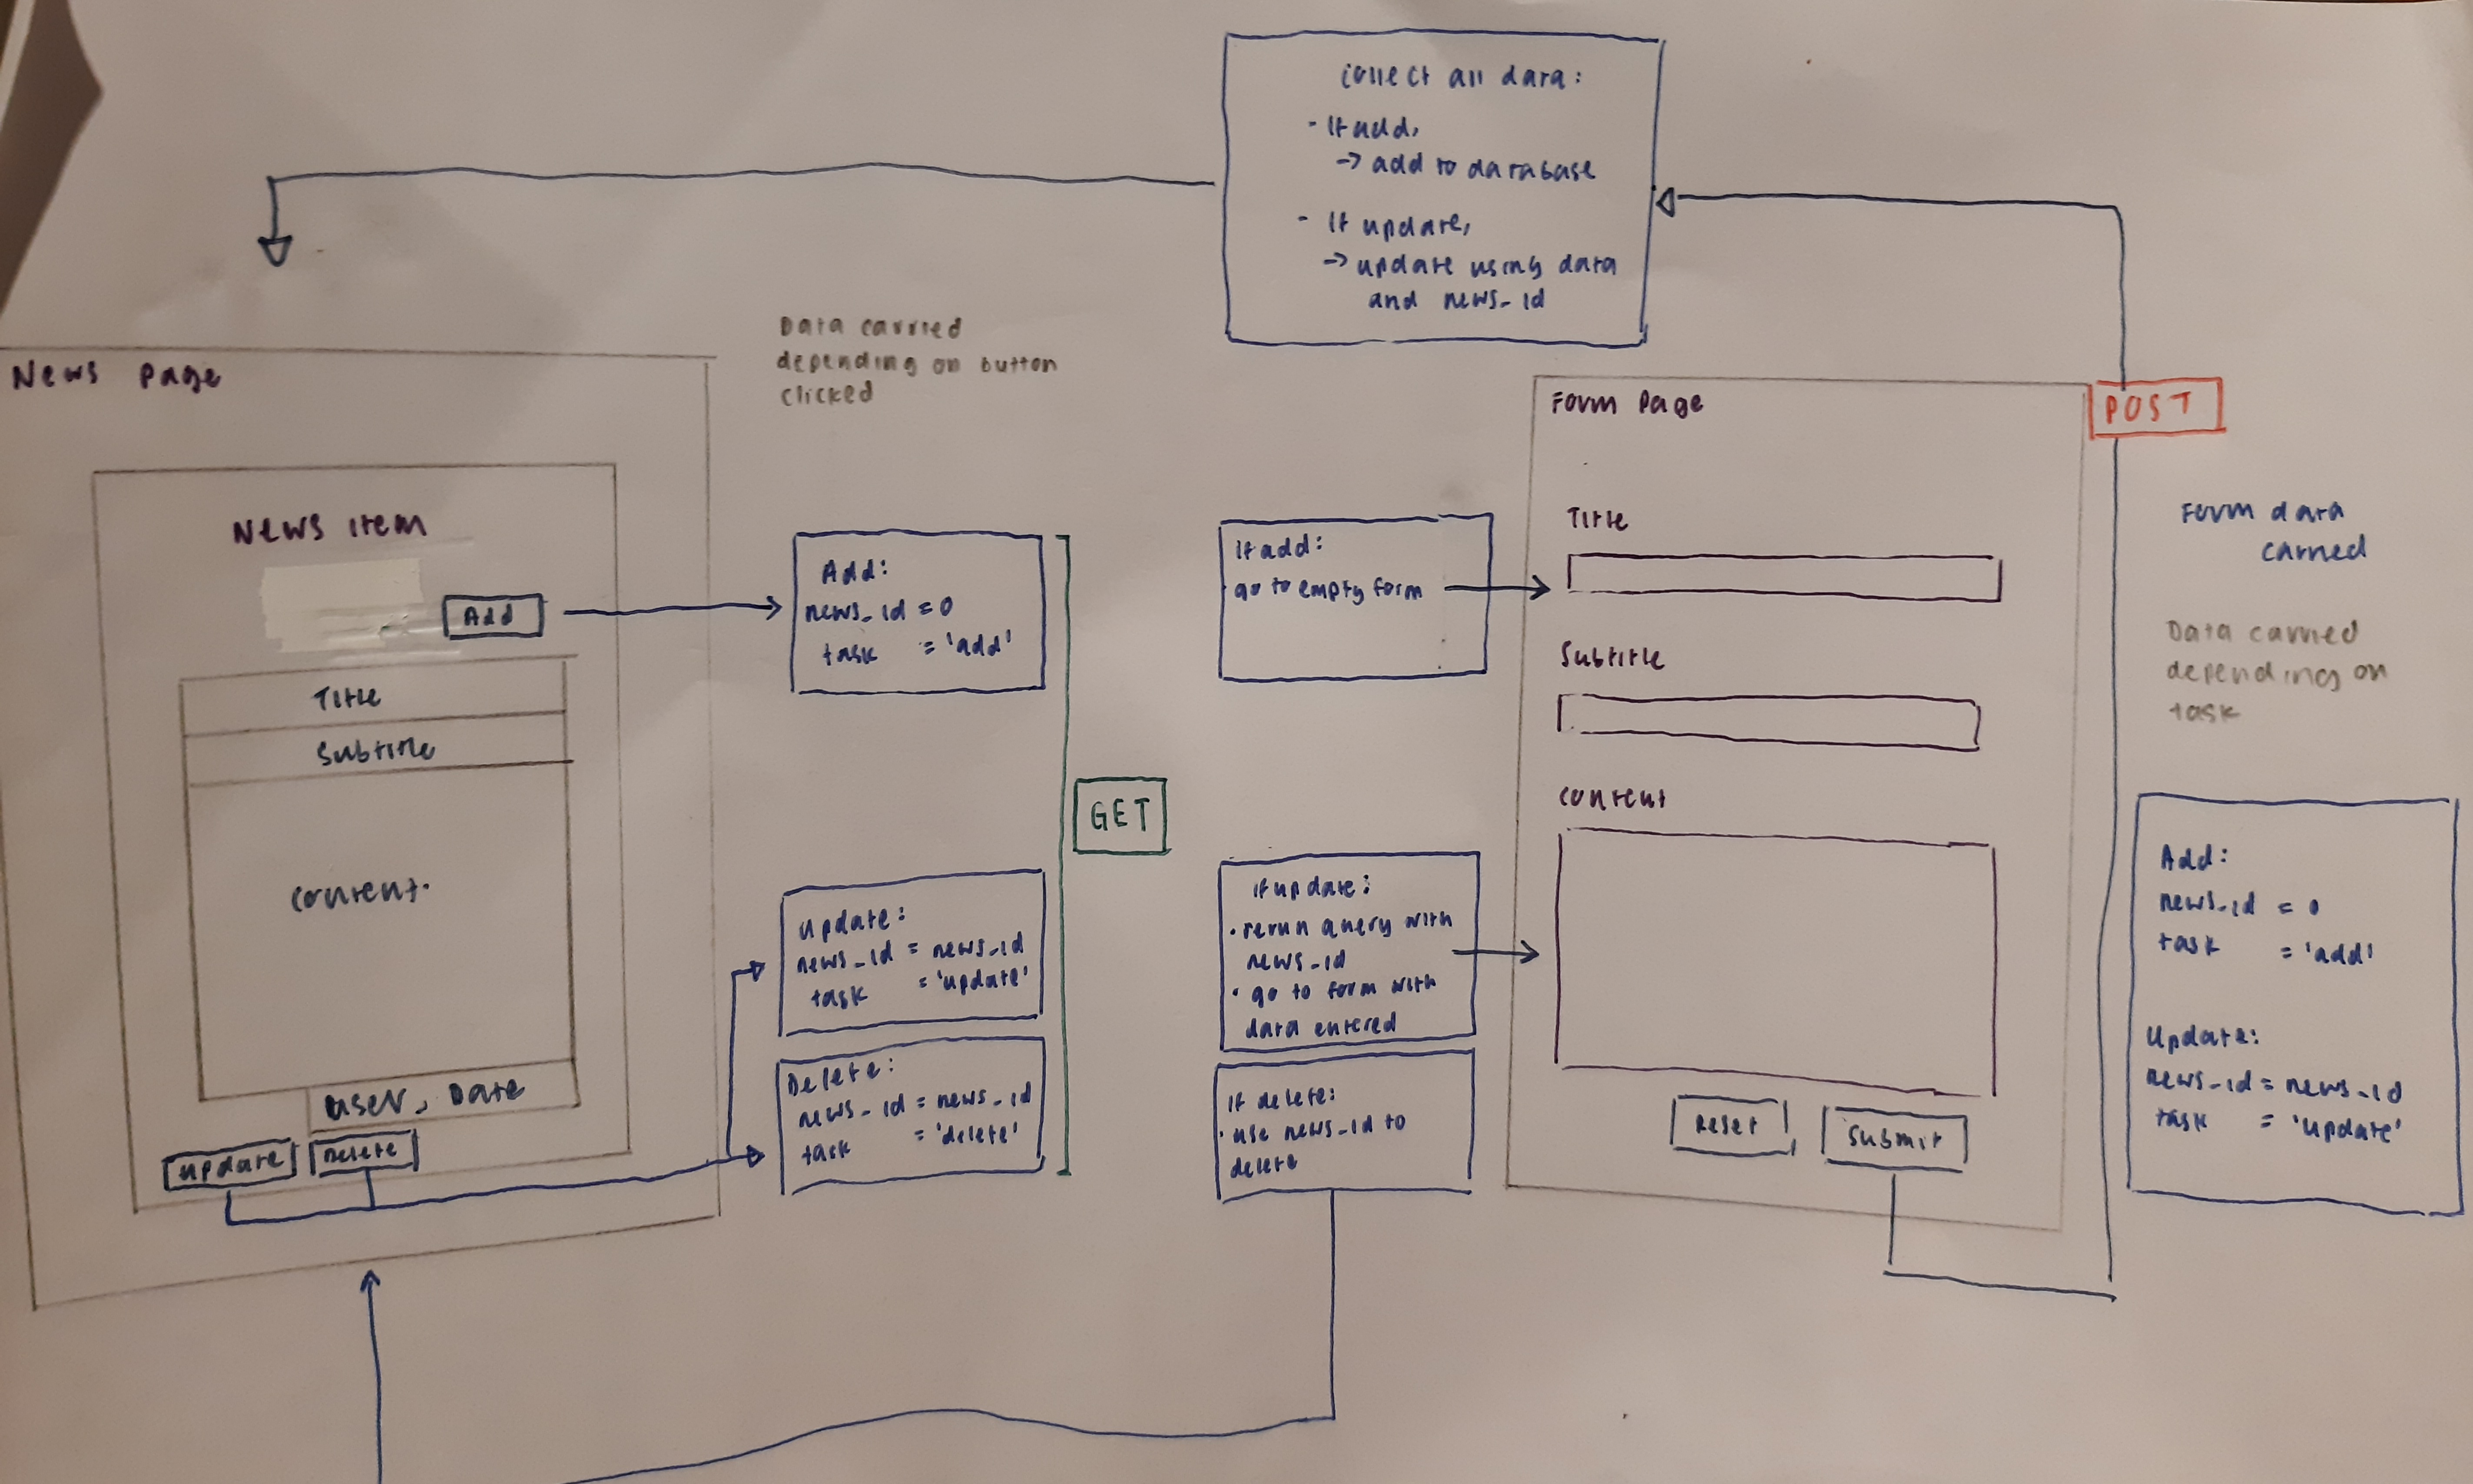 collect all data:
- If add,
→ add to database
- If update,
→ update using data
and news_id
News Page
Data carried
depending on button
clicked
News item
Add
Title
Subtitle
content.
user, Date
update
Delete
Add:
news_id = 0
task = 'add'
update:
news_id = news_id
task = 'update'
Delete:
news_id = news_id
task = 'delete'
GET
If add:
· go to empty form
if update:
· rerun query with
news_id
· go to form with
data entered
If delete:
· use news_id to
delete
Form Page
Title
Subtitle
content
Reset
Submit
POST
Form data
carried
Data carried
depending on
task
Add:
news_id = 0
task = 'add'
Update:
news_id = news_id
task = 'update'